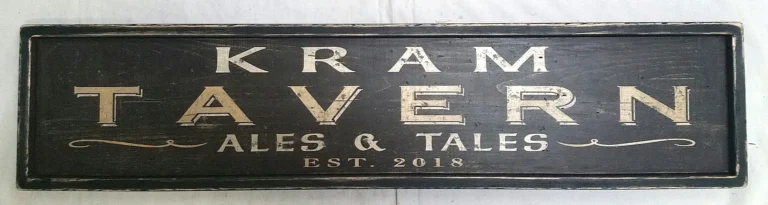 KRAM
TAVERN
ALES & TALES
EST. 2018